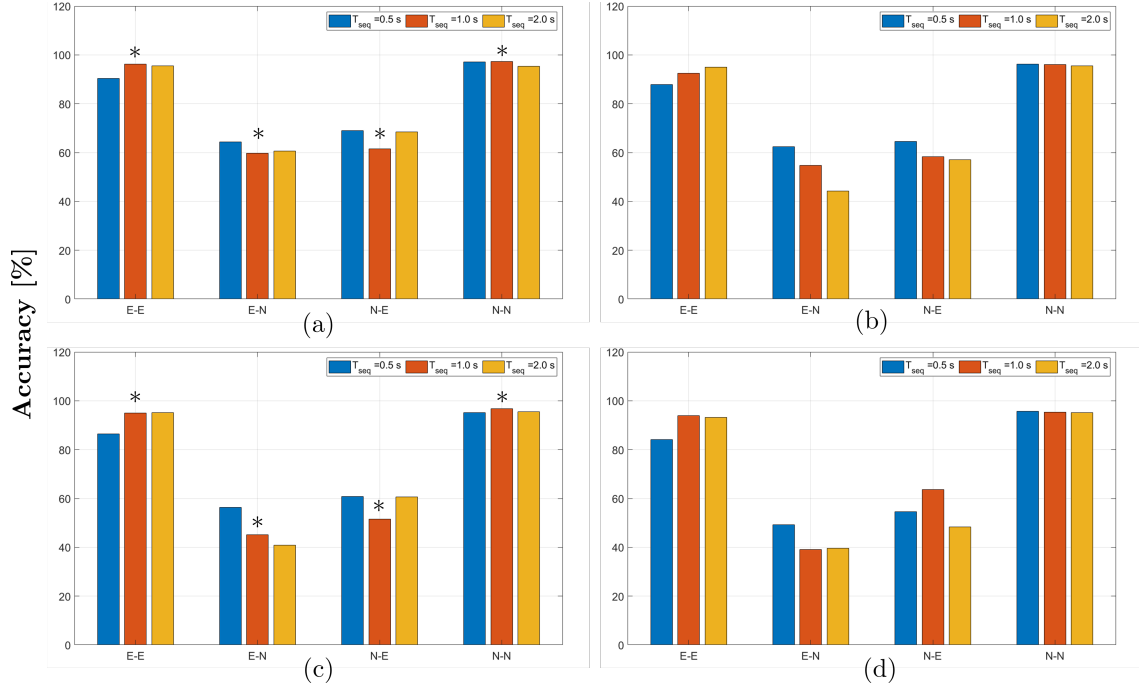 Accuracy [%]
T_seq =0.5 s T_seq =1.0 s T_seq =2.0 s
120
100
80
60
40
20
0
* * * *
E-E E-N N-E N-N
(a)
T_seq =0.5 s T_seq =1.0 s T_seq =2.0 s
120
100
80
60
40
20
0
E-E E-N N-E N-N
(b)
T_seq =0.5 s T_seq =1.0 s T_seq =2.0 s
120
100
80
60
40
20
0
* * * *
E-E E-N N-E N-N
(c)
T_seq =0.5 s T_seq =1.0 s T_seq =2.0 s
120
100
80
60
40
20
0
E-E E-N N-E N-N
(d)